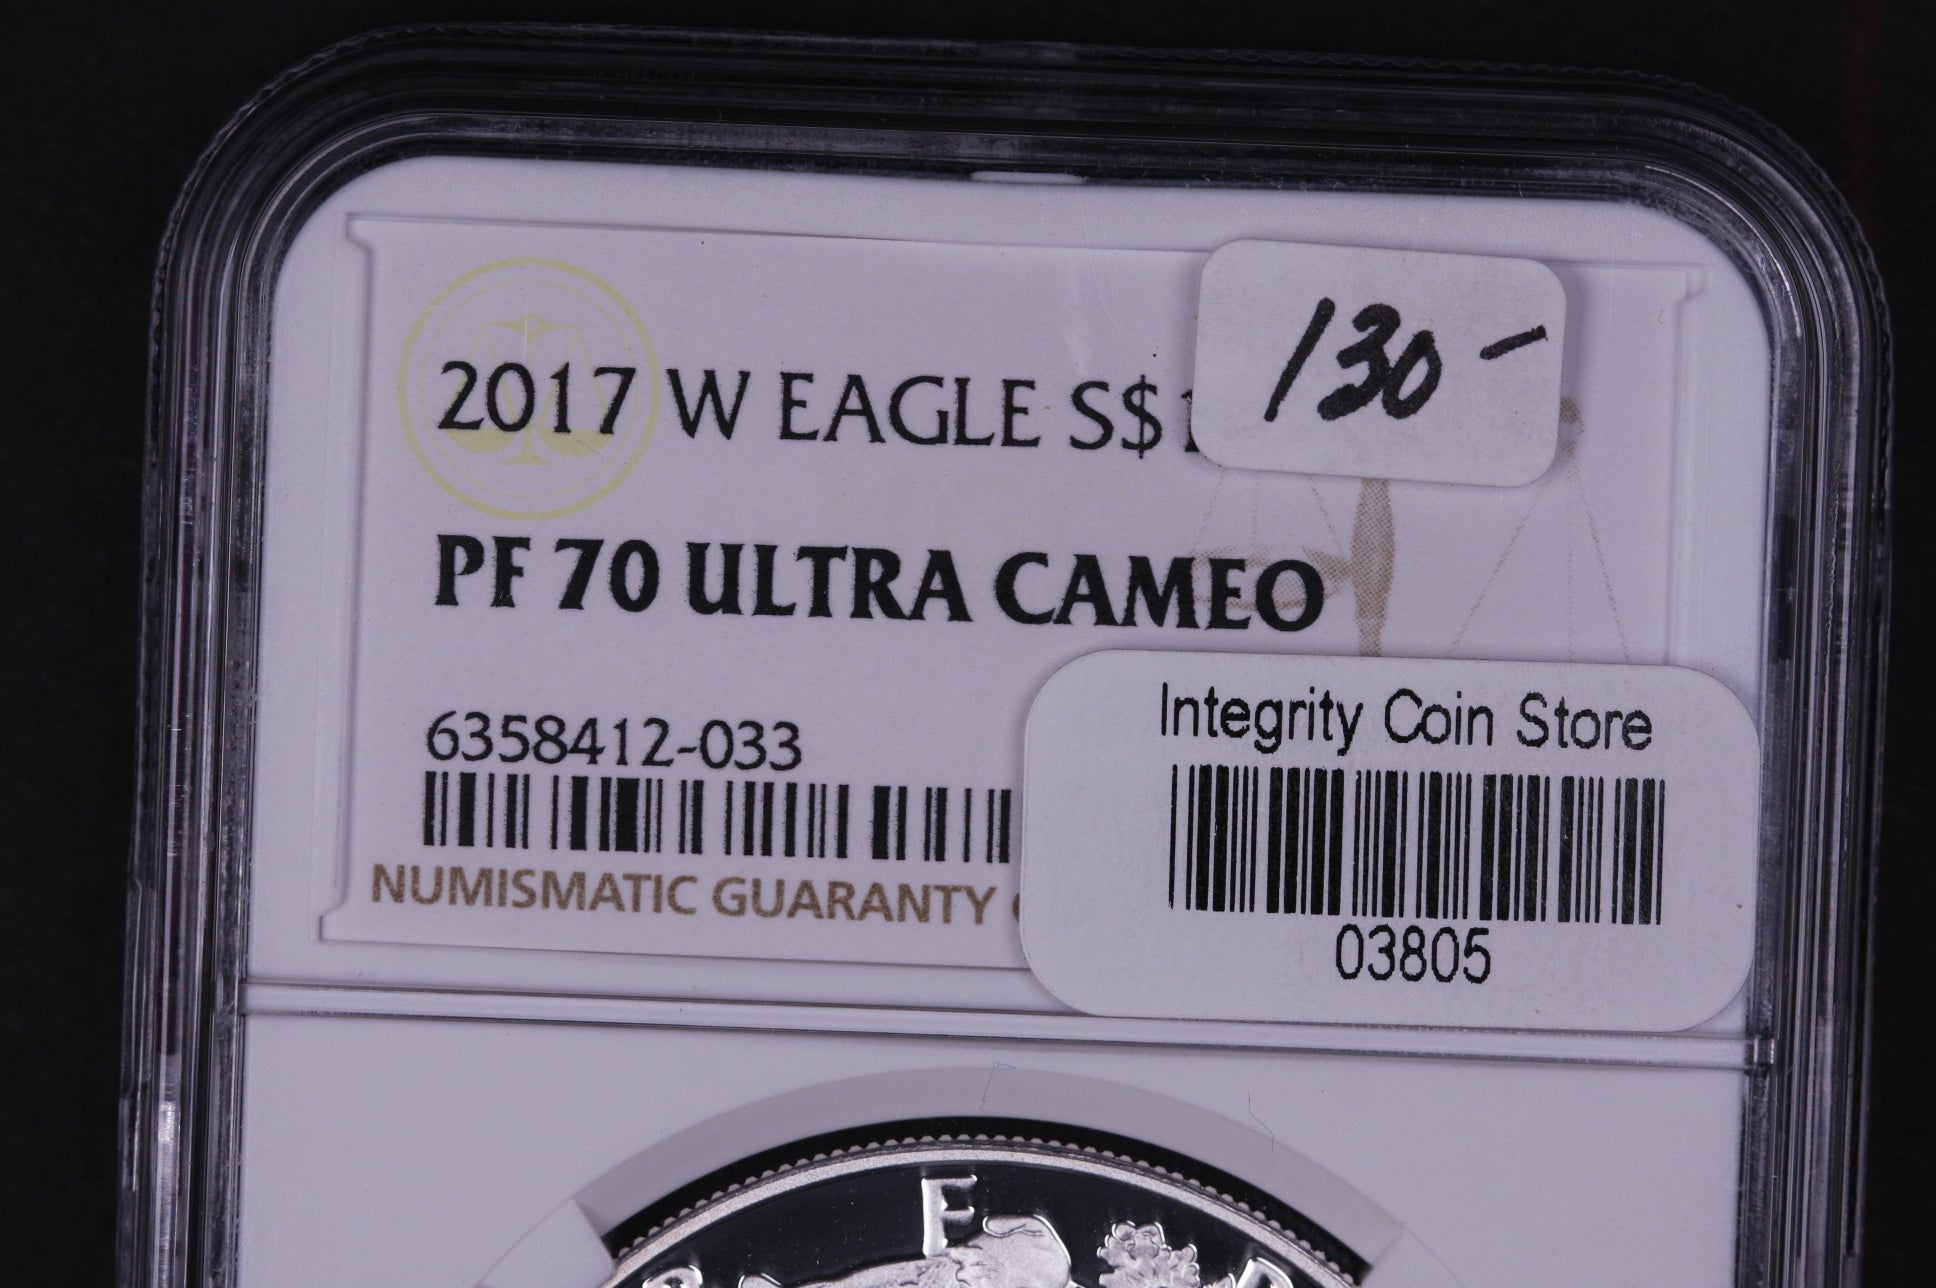 2017 W EAGLE S$1
130-
PF 70 ULTRA CAMEO
6358412-033
NUMISMATIC GUARANTY
Integrity Coin Store
03805
E